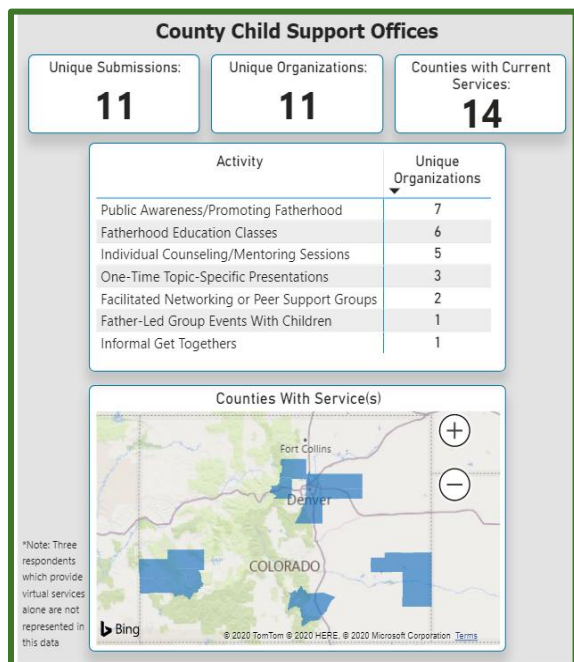 County Child Support Offices
Unique Submissions:
11
Unique Organizations:
11
Counties with Current
Services:
14
Activity
Unique
Organizations
Public Awareness/Promoting Fatherhood 7
Fatherhood Education Classes 6
Individual Counseling/Mentoring Sessions 5
One-Time Topic-Specific Presentations 3
Facilitated Networking or Peer Support Groups 2
Father-Led Group Events With Children 1
Informal Get Togethers 1
Counties With Service(s)
Fort Collins
Denver
COLORADO
*Note: Three
respondents
which provide
virtual services
alone are not
represented in
this data
Bing
© 2020 TomTom © 2020 HERE, © 2020 Microsoft Corporation Terms